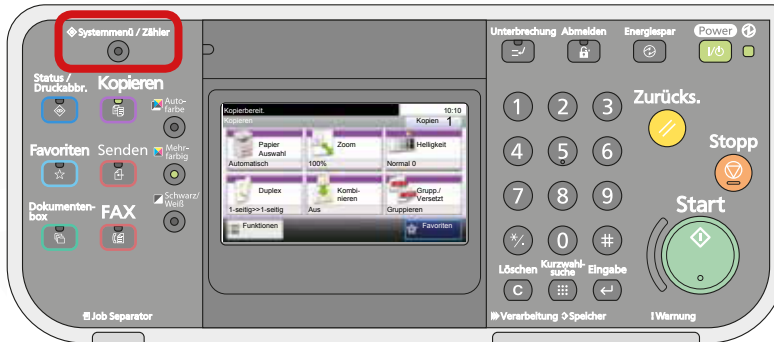 Systemmenü / Zähler
Status /
Druckabbr.
Kopieren
Auto-
farbe
Favoriten
Senden
Mehr-
farbig
Dokumenten-
box
FAX
Schwarz/
Weiß
Job Separator
Kopierbereit.
10:10
Kopieren
Kopien
1
Papier
Auswahl
Automatisch
Zoom
100%
Helligkeit
Normal 0
Duplex
1-seitig>>1-seitig
Kombi-
nieren
Aus
Grupp./
Versetzt
Gruppieren
Funktionen
Favoriten
Unterbrechung
Abmelden
Energiespar
Power
1
2
3
4
5
6
7
8
9
*/.
0
#
Löschen
C
Kurzwahl-
suche
Eingabe
Zurücks.
Stopp
Start
Verarbeitung
Speicher
! Warnung